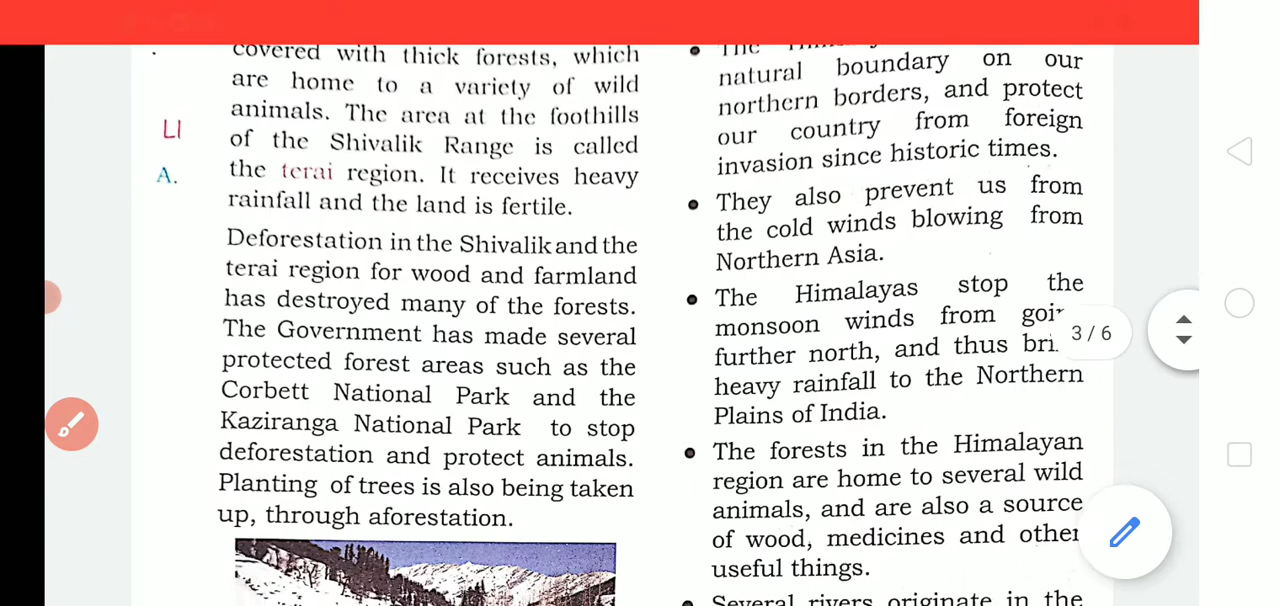 covered with thick forests, which
are home to a variety of wild
animals. The area at the foothills
of the Shivalik Range is called
the terai region. It receives heavy
rainfall and the land is fertile.
LI
A.
Deforestation in the Shivalik and the
terai region for wood and farmland
has destroyed many of the forests.
The Government has made several
protected forest areas such as the
Corbett National Park and the
Kaziranga National Park to stop
deforestation and protect animals.
Planting of trees is also being taken
up, through aforestation.
• The
natural boundary on our
northern borders, and protect
our country from foreign
invasion since historic times.
• They also prevent us from
the cold winds blowing from
Northern Asia.
• The Himalayas stop the
monsoon winds from
further north, and thus
heavy rainfall to the Northern
Plains of India.
• The forests in the Himalayan
region are home to several wild
animals, and are also a source
of wood, medicines and other
useful things.
• Several rivers originate in the
3 / 6